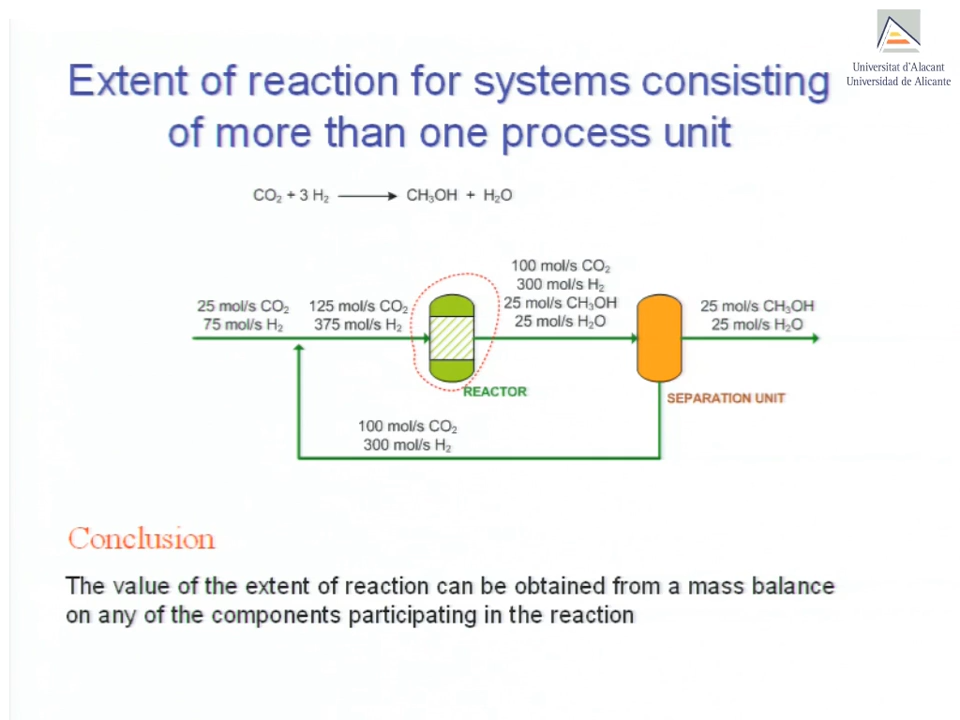 Universitat d'Alacant
Universidad de Alicante
Extent of reaction for systems consisting
of more than one process unit
CO₂ + 3 H₂ ⟶ CH₃OH + H₂O
25 mol/s CO₂
75 mol/s H₂
125 mol/s CO₂
375 mol/s H₂
100 mol/s CO₂
300 mol/s H₂
25 mol/s CH₃OH
25 mol/s H₂O
25 mol/s CH₃OH
25 mol/s H₂O
REACTOR
SEPARATION UNIT
100 mol/s CO₂
300 mol/s H₂
Conclusion
The value of the extent of reaction can be obtained from a mass balance
on any of the components participating in the reaction